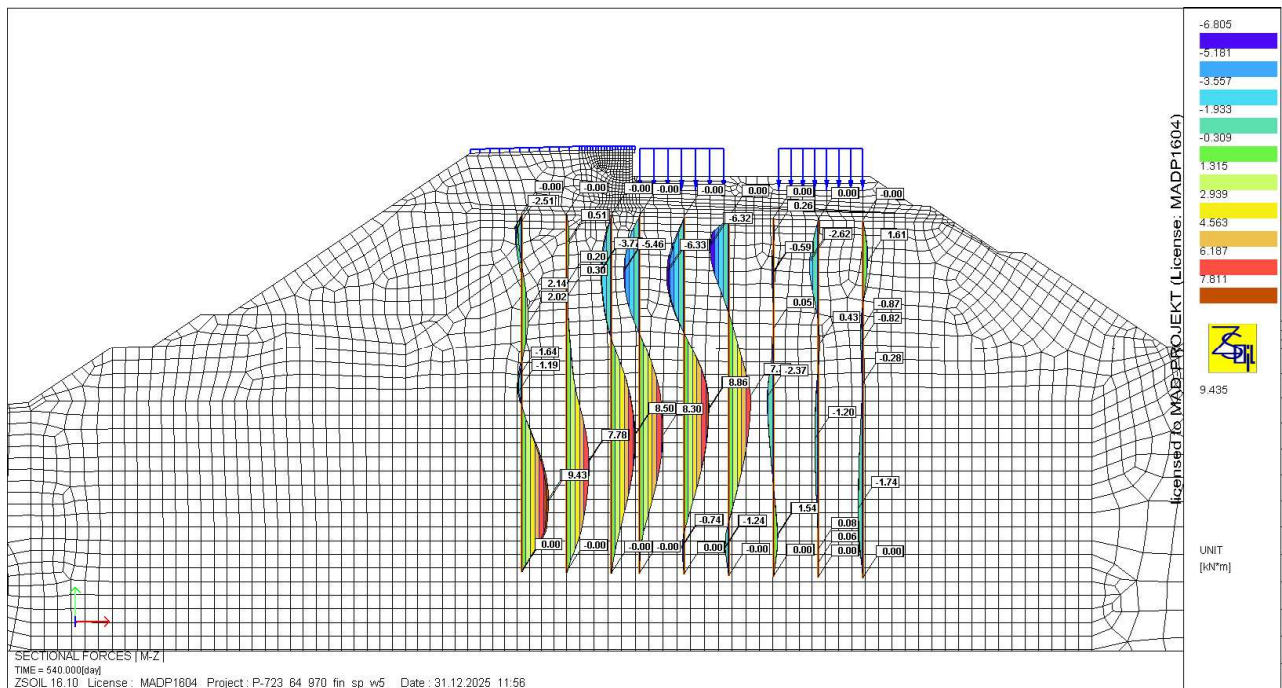 -6.805
-5.181
-3.557
-1.933
-0.309
1.315
2.939
4.563
6.187
7.811
9.435
licensed to MAD-PROJEKT (License: MADP1604)
ZSOIL
UNIT
[kN*m]
-0.00 -0.00 -0.00 -0.00 -0.00 0.00 0.00 0.00 -0.00
-2.51 0.26
0.51 -6.32
-3.77 -5.46 -6.33 -0.59 -2.62 1.61
0.20
0.30
2.14
2.02 0.05 -0.87
0.43 -0.82
-1.64 -0.28
-1.19 -2.37
8.86
8.50 8.30 -1.20
7.78
9.43 -1.74
-0.74 -1.24 1.54 0.08
0.06
0.00 -0.00 -0.00 -0.00 0.00 -0.00 0.00 0.00 0.00
SECTIONAL FORCES | M-Z |
TIME = 540.000[day]
ZSOIL 16.10 License : MADP1604 Project : P-723_64_970_fin_sp_w5 Date : 31.12.2025 11:56